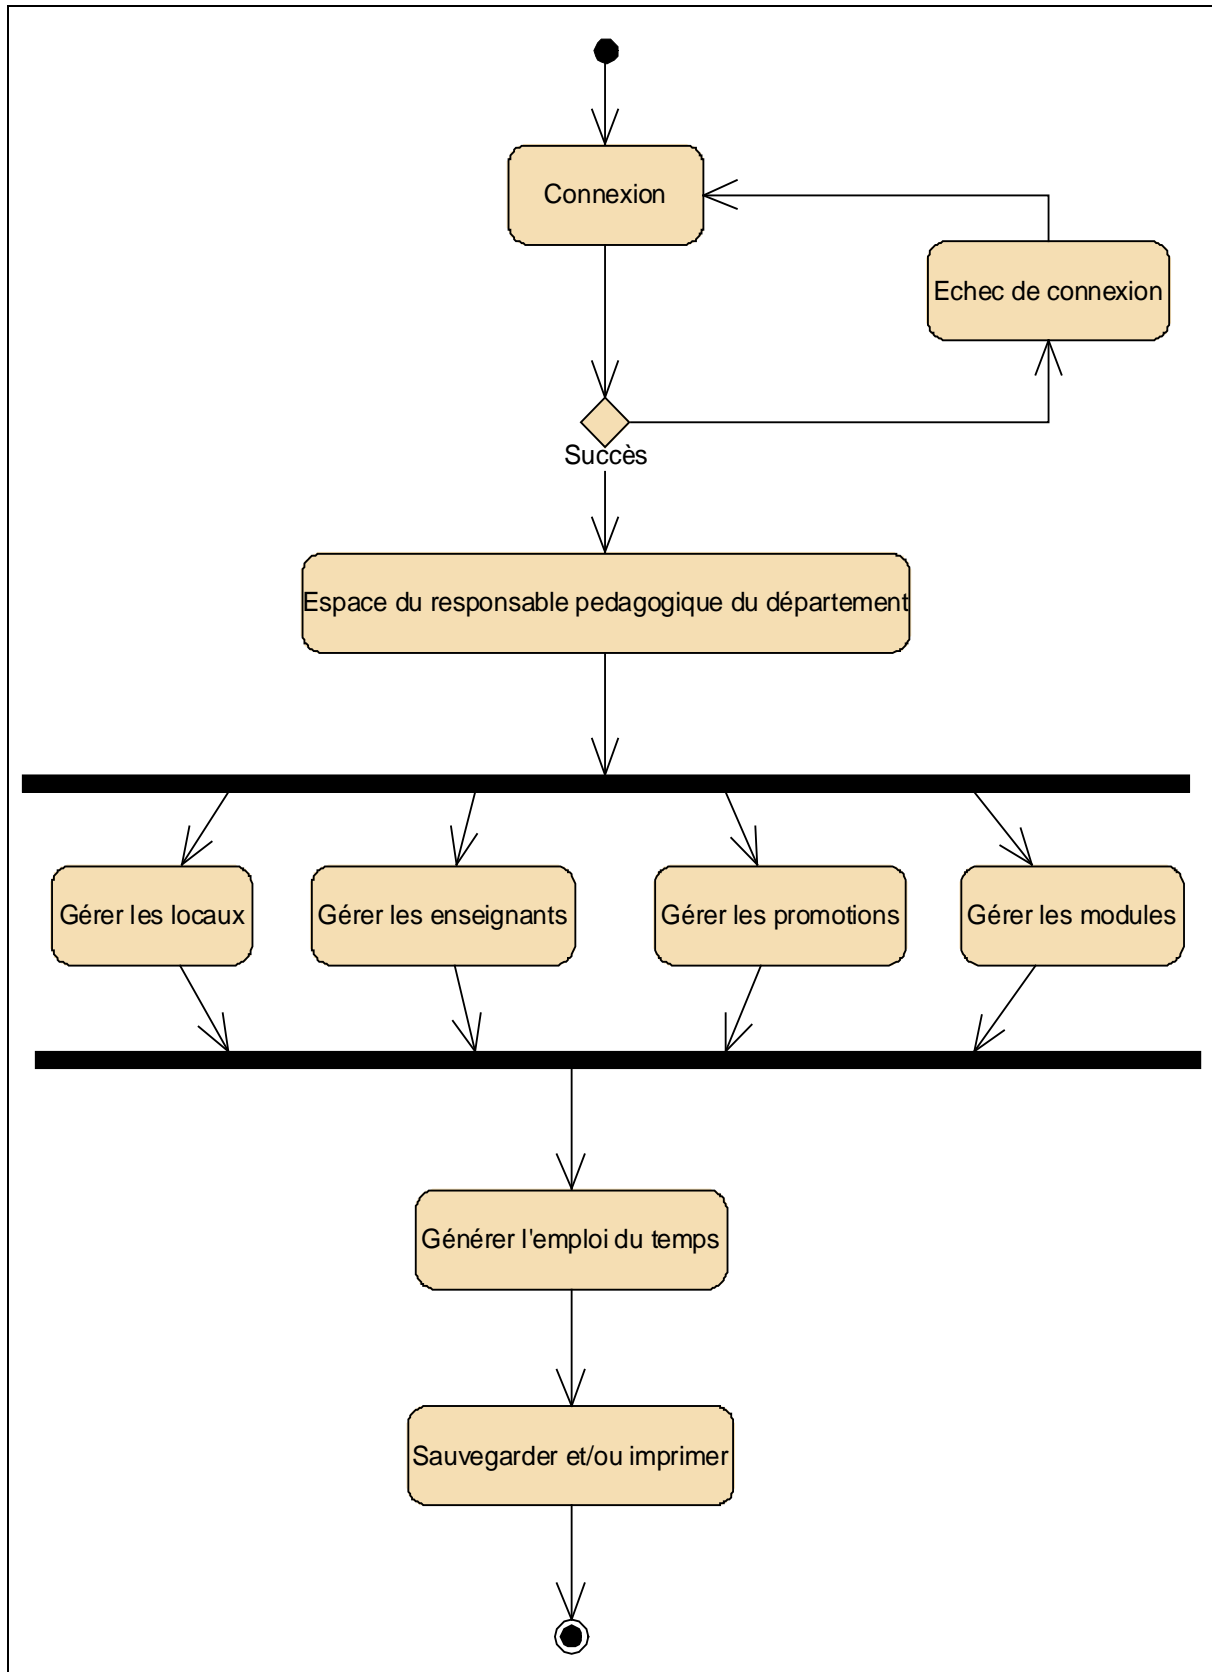 Connexion
Echec de connexion
Succès
Espace du responsable pedagogique du département
Gérer les locaux
Gérer les enseignants
Gérer les promotions
Gérer les modules
Générer l'emploi du temps
Sauvegarder et/ou imprimer